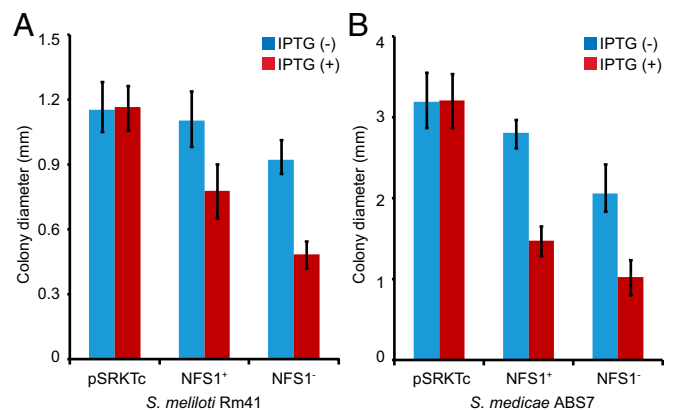 A
Colony diameter (mm)
1.5
1.2
0.9
0.6
0.3
0
IPTG (-)
IPTG (+)
pSRKTc NFS1⁺ NFS1⁻
S. meliloti Rm41
B
Colony diameter (mm)
4
3
2
1
0
IPTG (-)
IPTG (+)
pSRKTc NFS1⁺ NFS1⁻
S. medicae ABS7